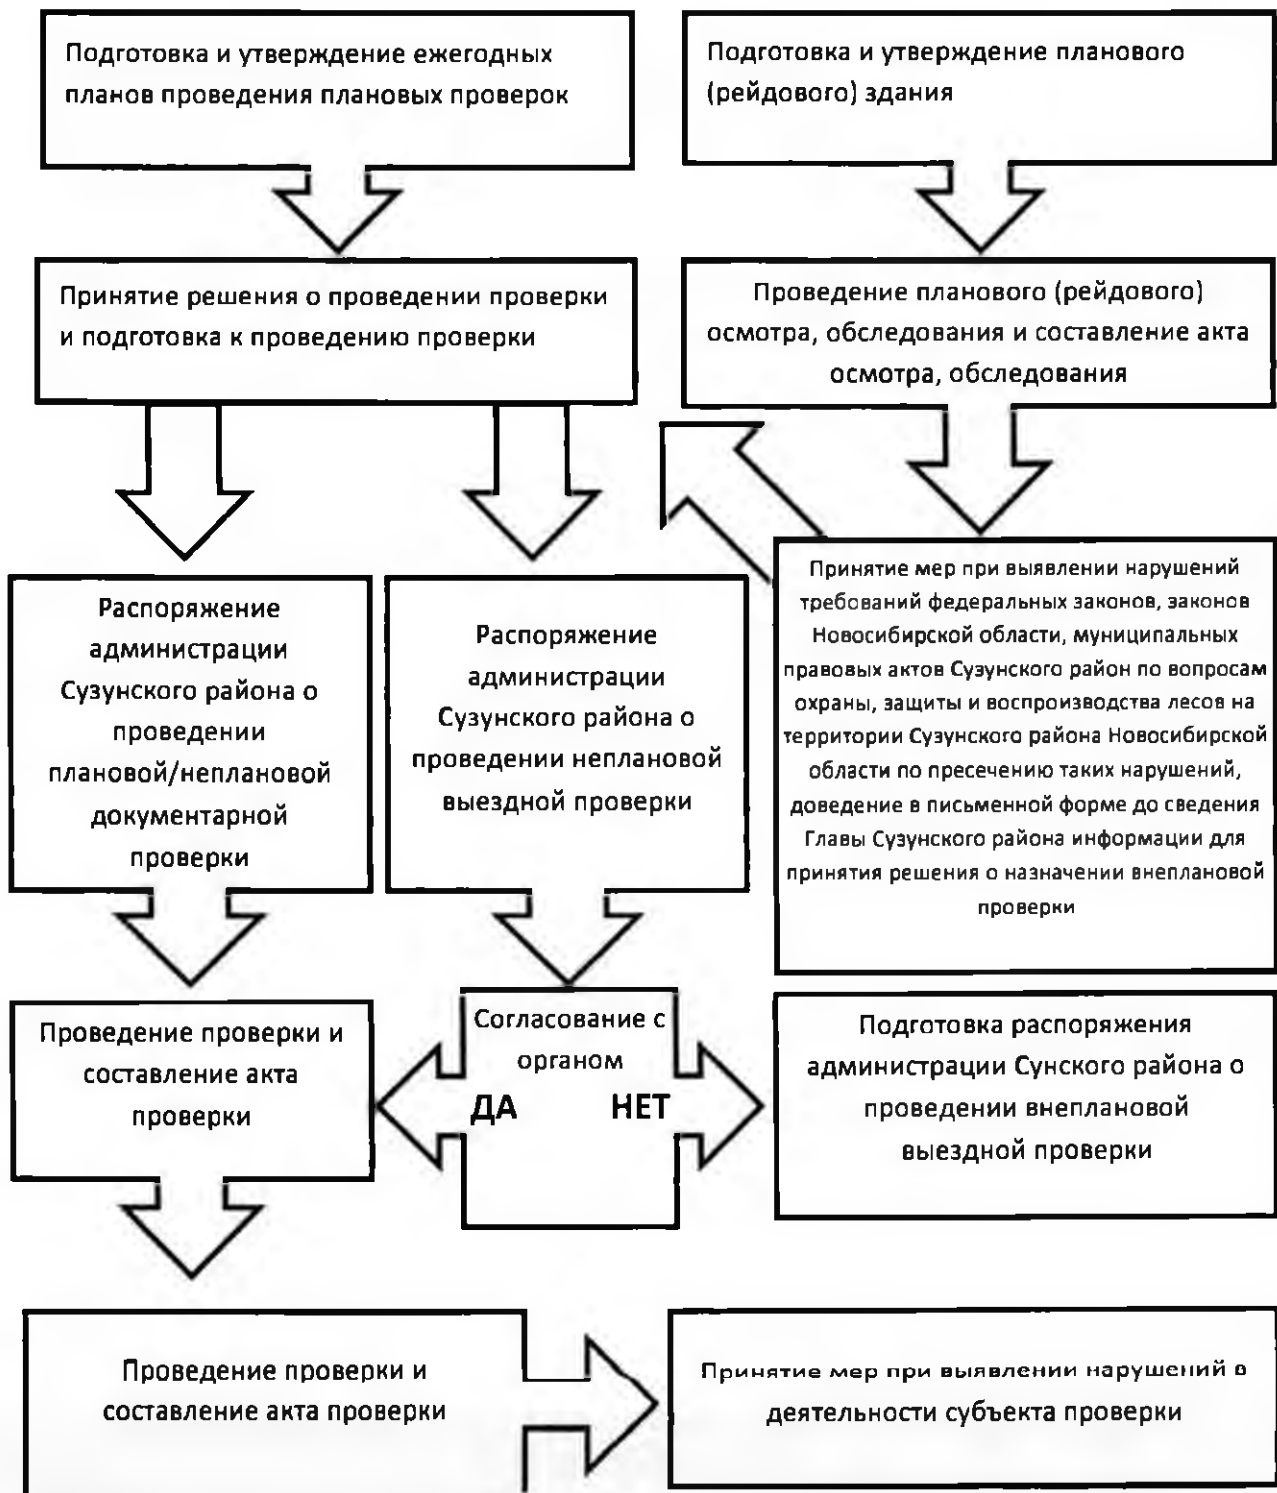 Подготовка и утверждение ежегодных
планов проведения плановых проверок
Подготовка и утверждение планового
(рейдового) здания
Принятие решения о проведении проверки
и подготовка к проведению проверки
Проведение планового (рейдового)
осмотра, обследования и составление акта
осмотра, обследования
Распоряжение
администрации
Сузунского района о
проведении
плановой/неплановой
документарной
проверки
Распоряжение
администрации
Сузунского района о
проведении неплановой
выездной проверки
Принятие мер при выявлении нарушений
требований федеральных законов, законов
Новосибирской области, муниципальных
правовых актов Сузунского район по вопросам
охраны, защиты и воспроизводства лесов на
территории Сузунского района Новосибирской
области по пресечению таких нарушений,
доведение в письменной форме до сведения
Главы Сузунского района информации для
принятия решения о назначении внеплановой
проверки
Проведение проверки и
составление акта
проверки
Согласование с
органом
ДА НЕТ
Подготовка распоряжения
администрации Сунского района о
проведении внеплановой
выездной проверки
Проведение проверки и
составление акта проверки
Принятие мер при выявлении нарушений в
деятельности субъекта проверки